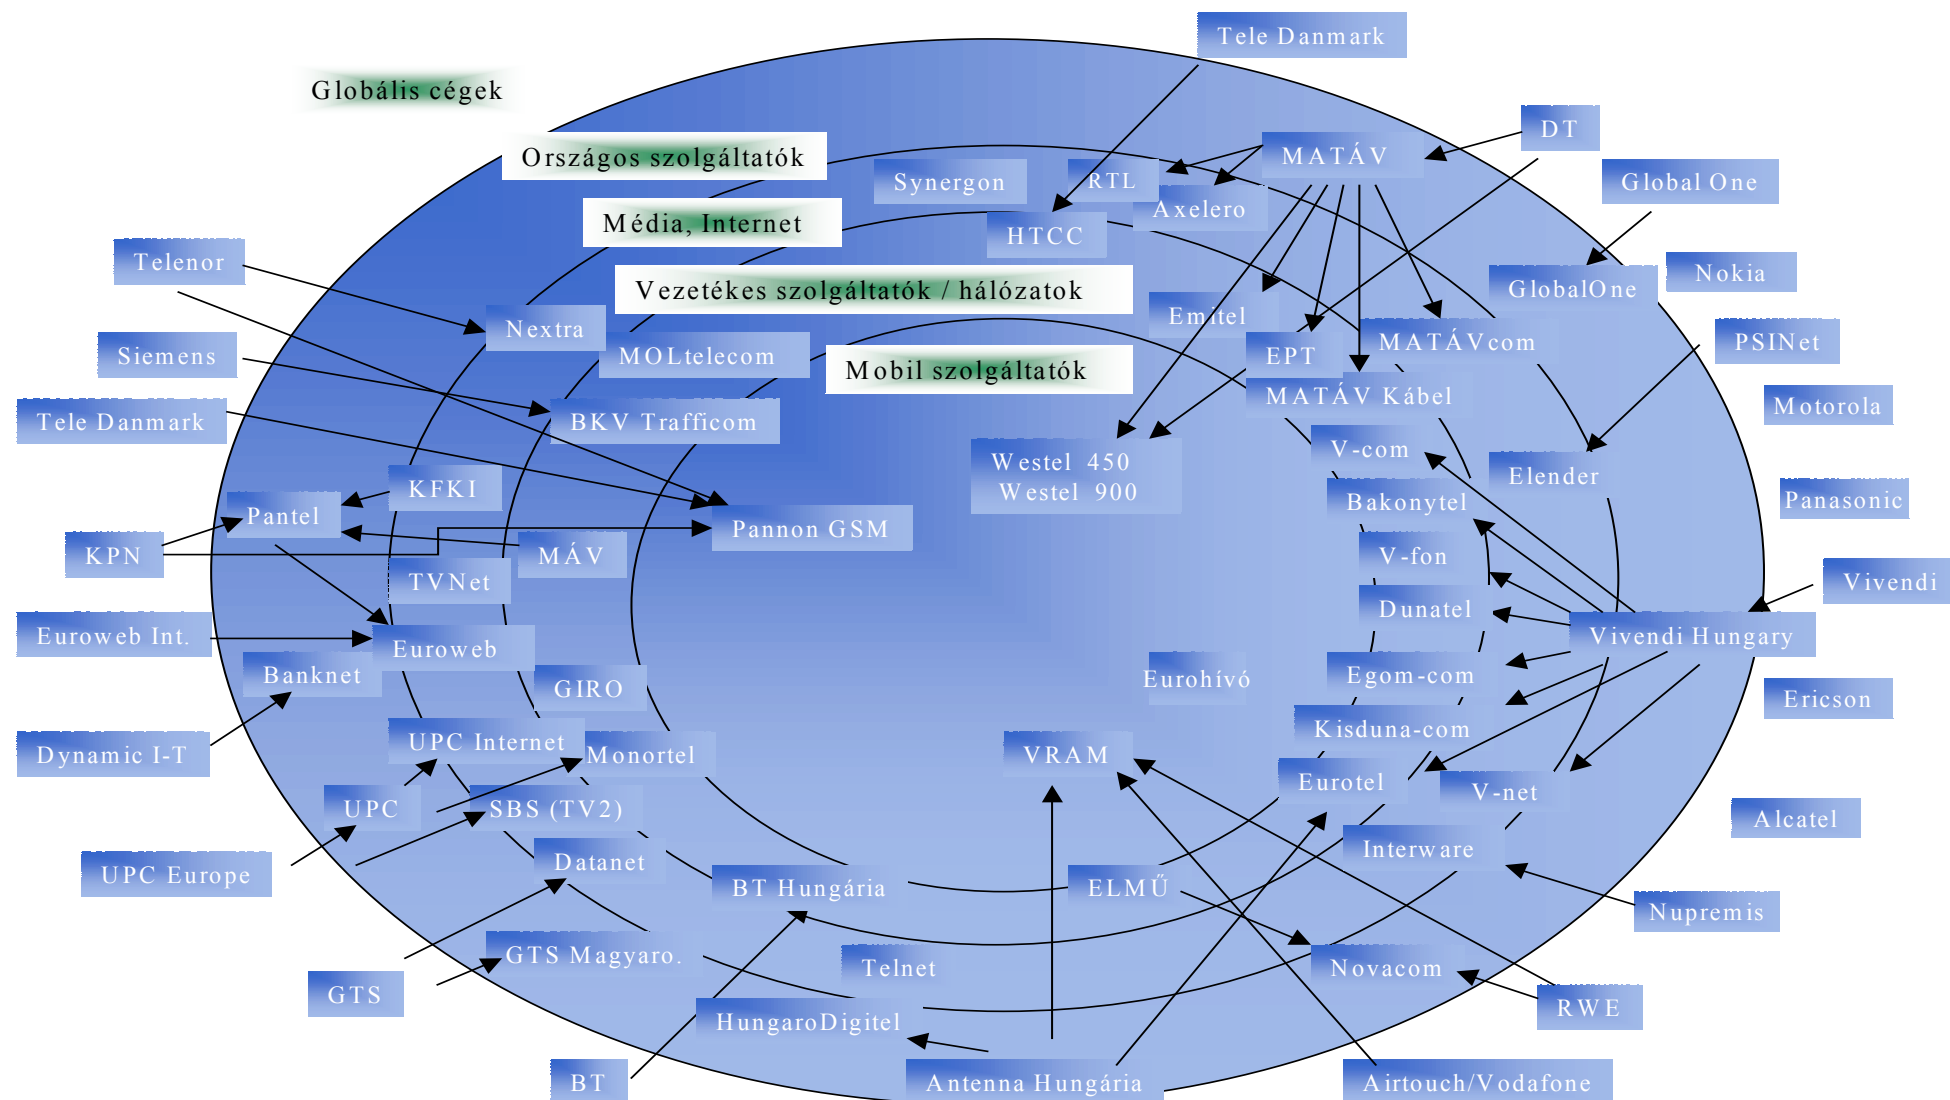 Tele Danmark
Globális cégek
DT
Országos szolgáltatók
MATÁV
Synergon
RTL
Global One
Axelero
Média, Internet
HTCC
Telenor
Nokia
Vezetékes szolgáltatók / hálózatok
GlobalOne
Nextra
Emitel
Siemens
MOLtelecom
EPT
MATÁVcom
PSINet
Mobil szolgáltatók
MATÁV Kábel
Motorola
Tele Danmark
BKV Trafficom
V-com
Westel 450
Westel 900
Elender
KFKI
Bakonytel
Panasonic
Pantel
Pannon GSM
KPN
MÁV
V-fon
TVNet
Vivendi
Dunatel
Euroweb Int.
Euroweb
Vivendi Hungary
Banknet
GIRO
Eurohívó
Egom-com
Ericson
Kisduna-com
Dynamic I-T
UPC Internet
Monortel
VRAM
Eurotel
V-net
UPC
SBS (TV2)
Alcatel
Datanet
Interware
UPC Europe
BT Hungária
ELMŰ
Nupremis
GTS Magyaro.
Telnet
Novacom
GTS
RWE
HungaroDigitel
BT
Antenna Hungária
Airtouch/Vodafone